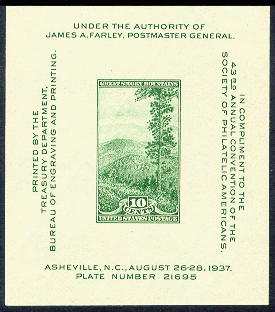 UNDER THE AUTHORITY OF
JAMES A. FARLEY, POSTMASTER GENERAL.
PRINTED BY THE
TREASURY DEPARTMENT,
BUREAU OF ENGRAVING AND PRINTING.
GREAT SMOKY MOUNTAINS
10
CENTS
UNITED STATES POSTAGE
IN COMPLIMENT TO THE
43RD ANNUAL CONVENTION OF THE
SOCIETY OF PHILATELIC AMERICANS.
ASHEVILLE, N.C., AUGUST 26-28, 1937.
PLATE NUMBER 21695